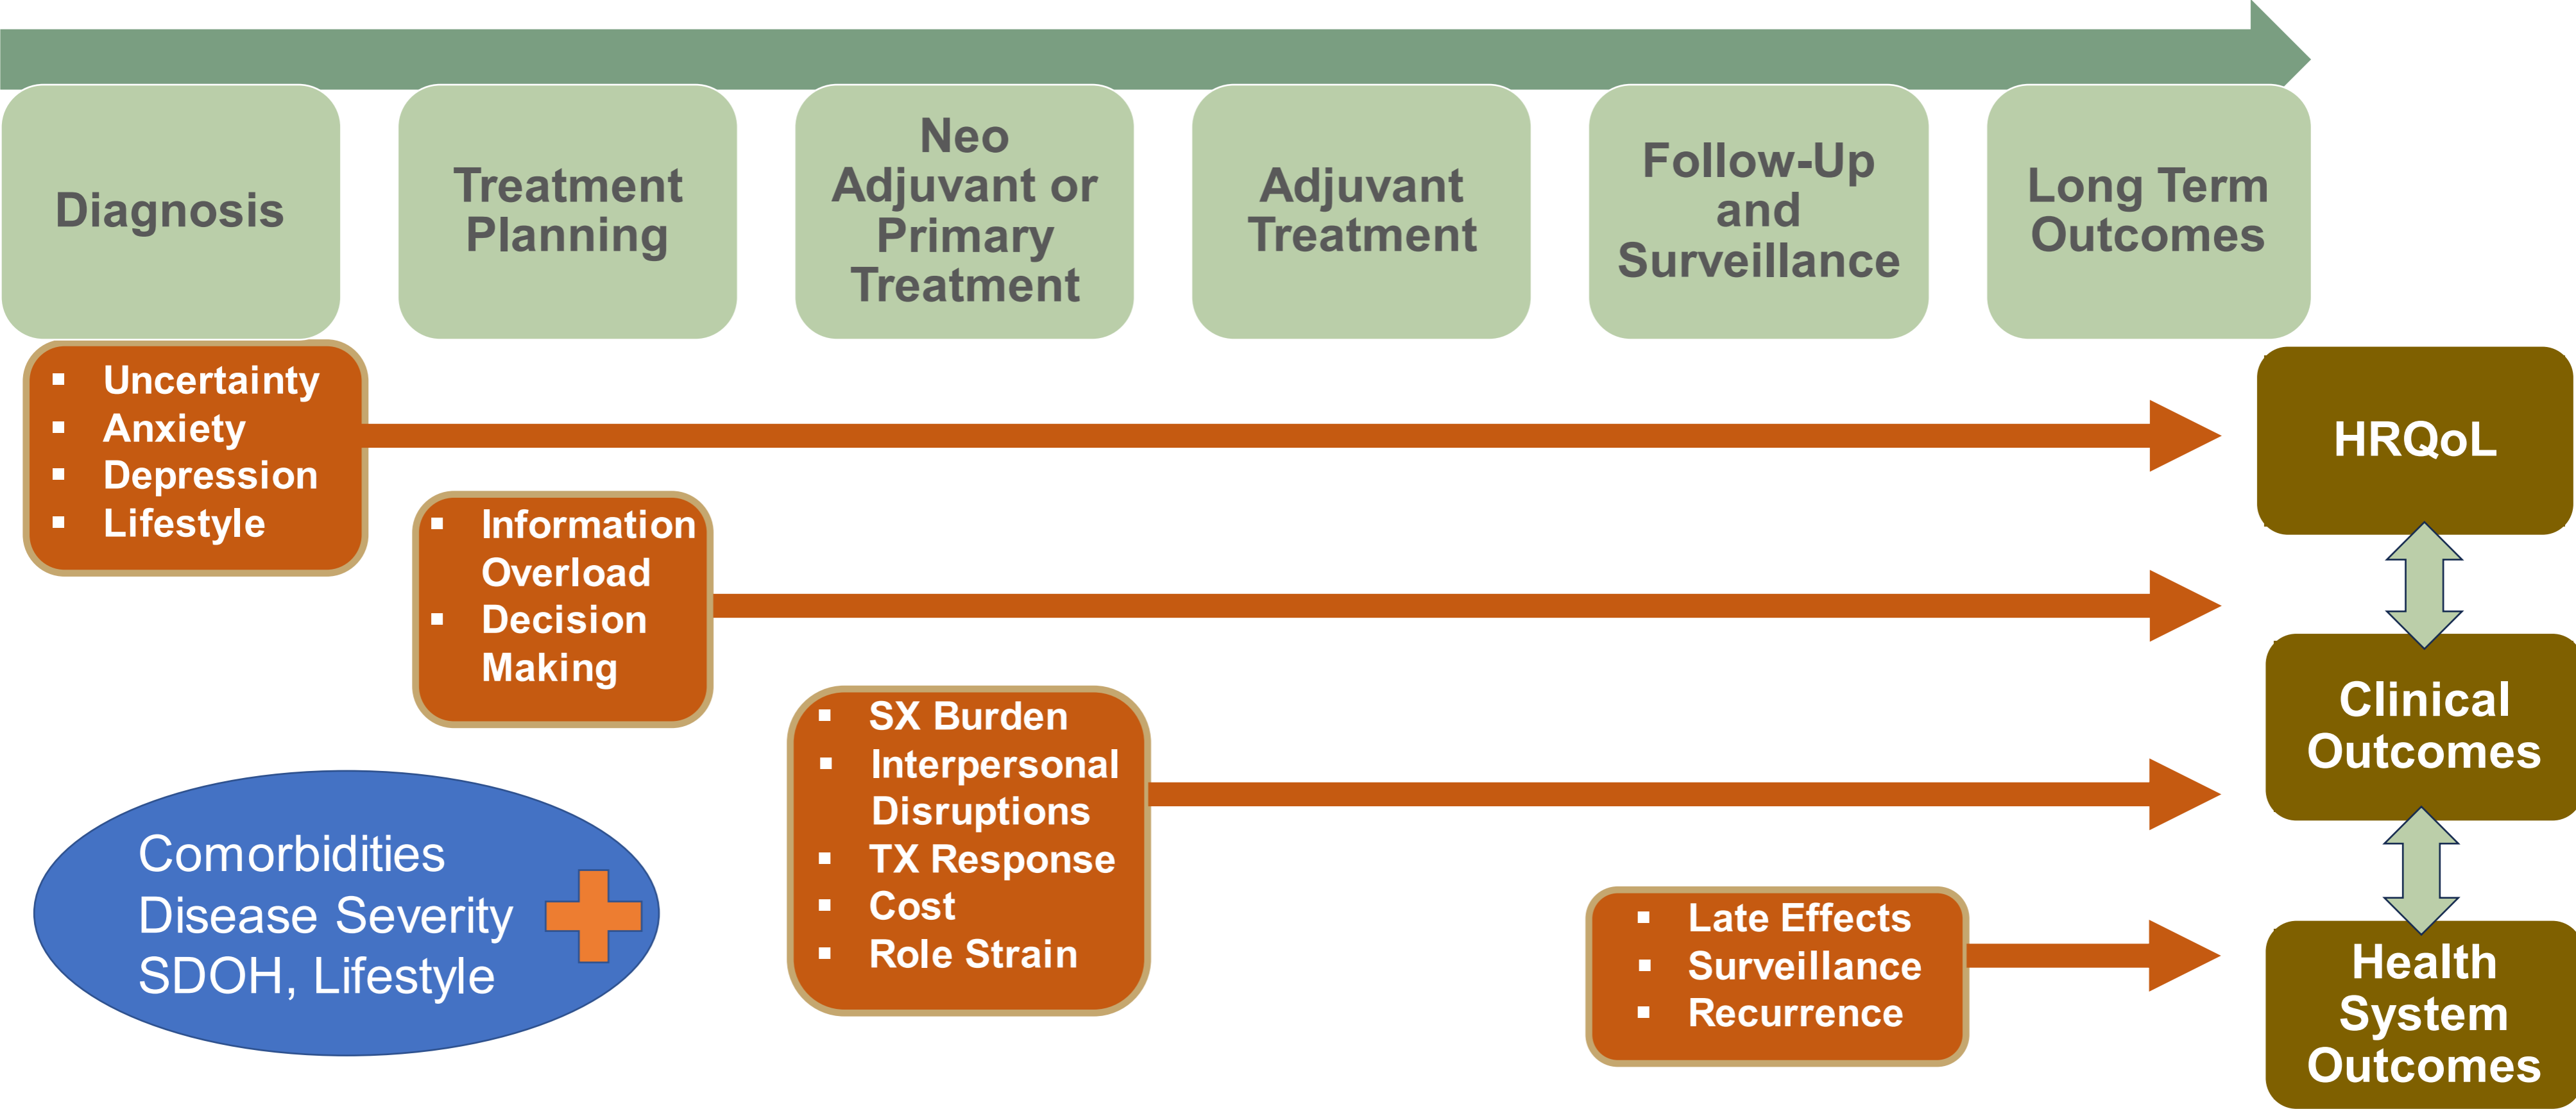 Diagnosis
Treatment
Planning
Neo
Adjuvant or
Primary
Treatment
Adjuvant
Treatment
Follow-Up
and
Surveillance
Long Term
Outcomes
▪ Uncertainty
▪ Anxiety
▪ Depression
▪ Lifestyle
▪ Information
Overload
▪ Decision
Making
▪ SX Burden
▪ Interpersonal
Disruptions
▪ TX Response
▪ Cost
▪ Role Strain
▪ Late Effects
▪ Surveillance
▪ Recurrence
Comorbidities
Disease Severity
SDOH, Lifestyle
HRQoL
Clinical
Outcomes
Health
System
Outcomes